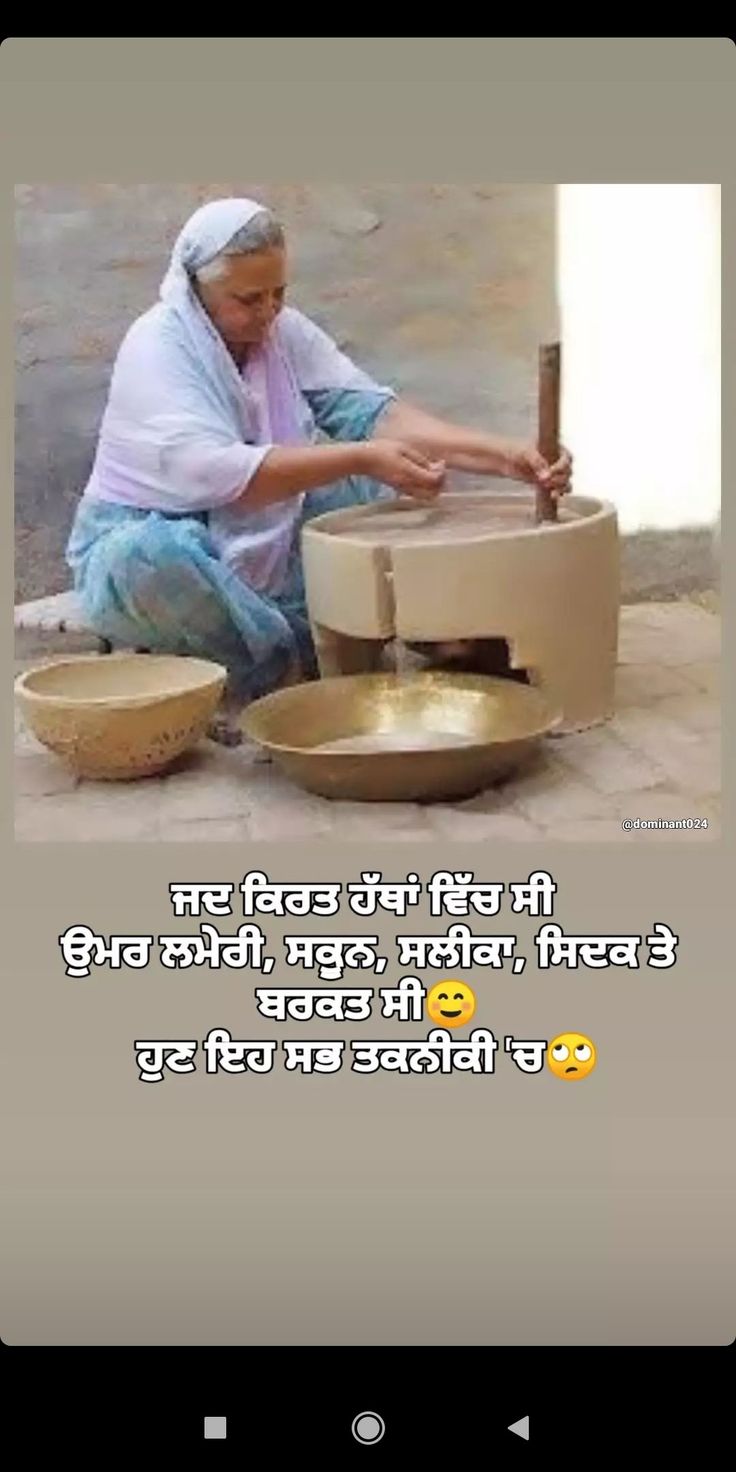 @dominant024
ਜਦ ਕਿਰਤ ਹੱਥਾਂ ਵਿੱਚ ਸੀ
ਉਮਰ ਲਮੇਰੀ, ਸਕੂਨ, ਸਲੀਕਾ, ਸਿਦਕ ਤੇ
ਬਰਕਤ ਸੀ😊
ਹੁਣ ਇਹ ਸਭ ਤਕਨੀਕੀ 'ਚ🙄